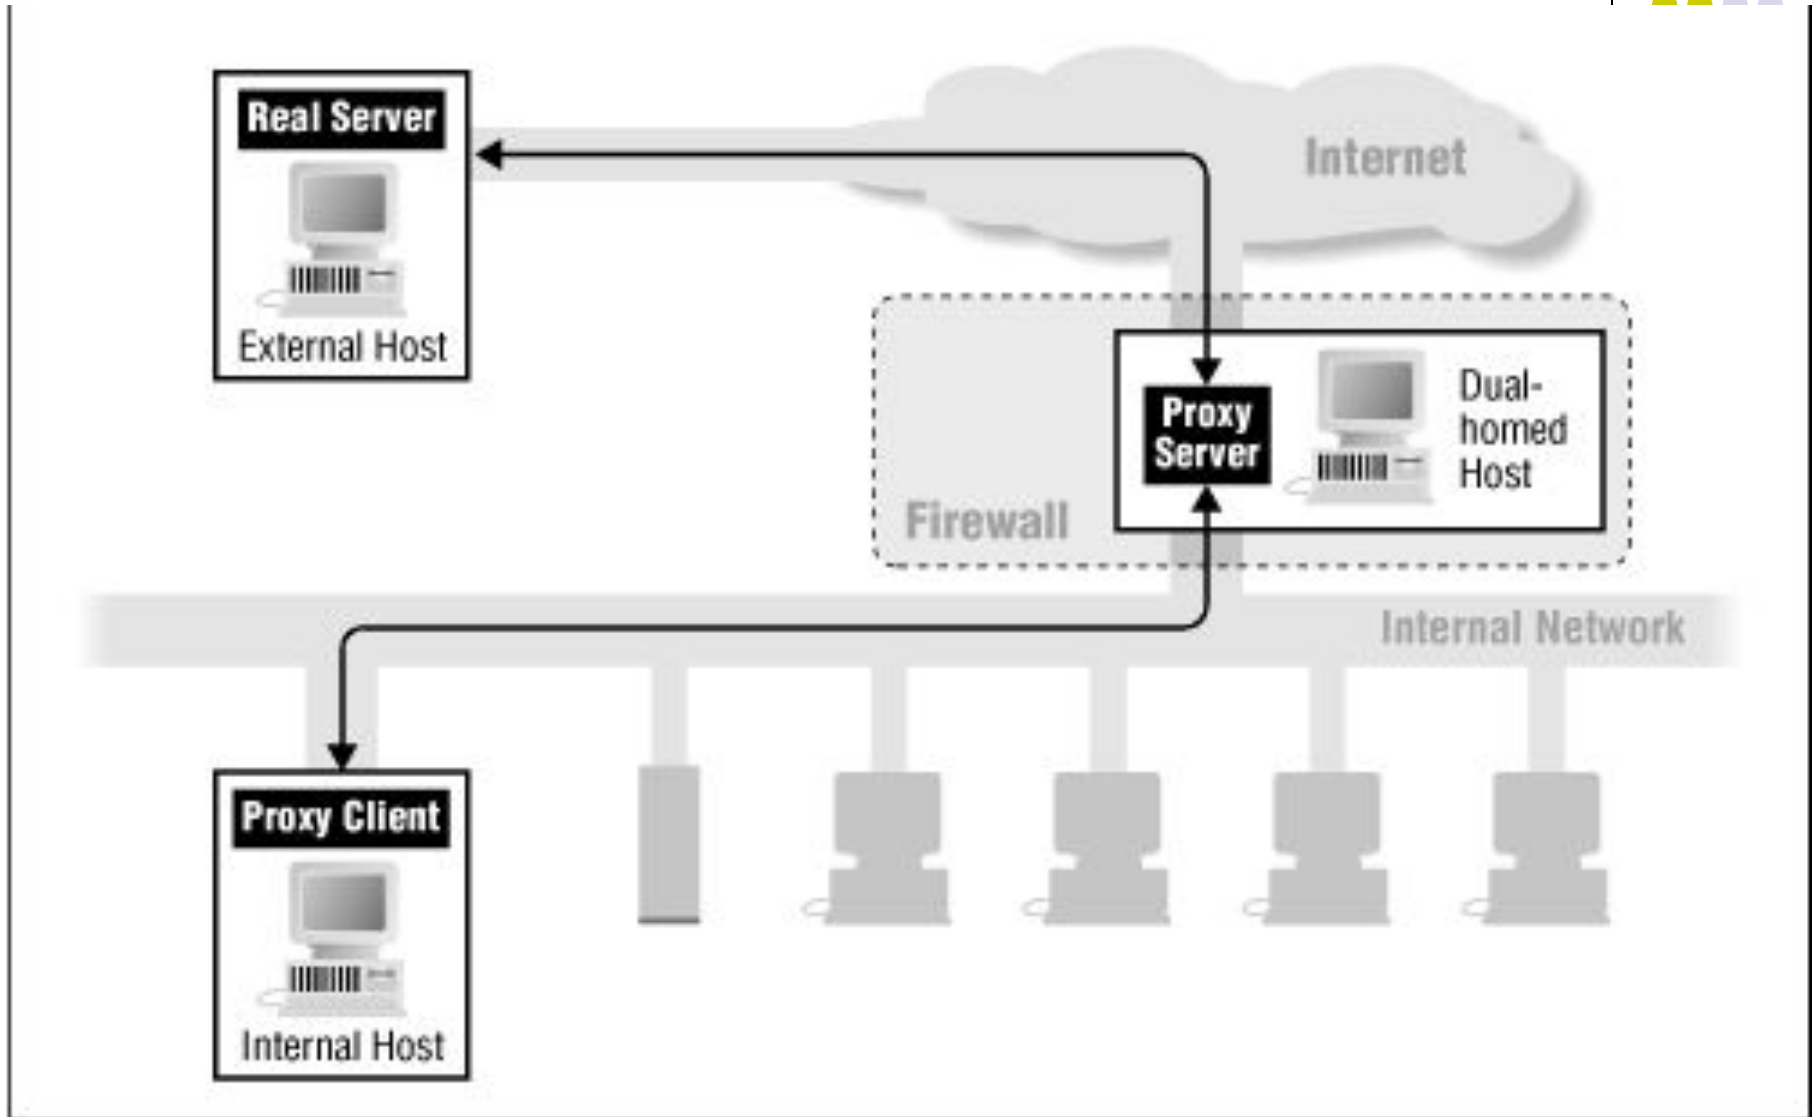 Real Server
External Host
Internet
Proxy
Server
Dual-
homed
Host
Firewall
Internal Network
Proxy Client
Internal Host